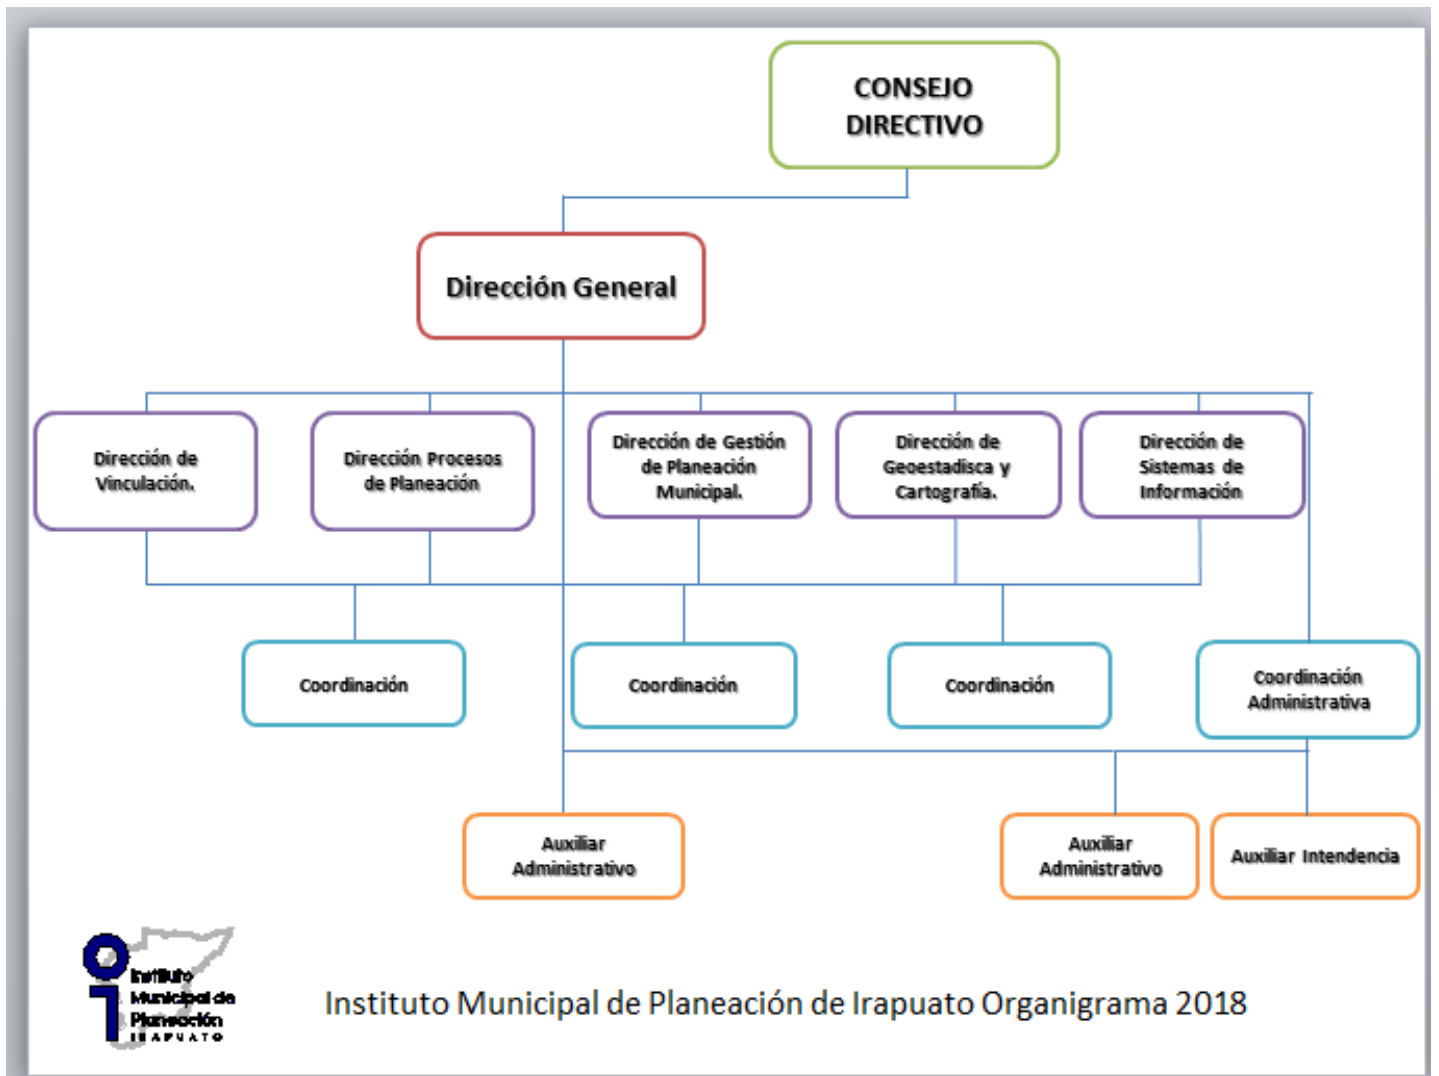 CONSEJO
DIRECTIVO
Dirección General
Dirección de
Vinculación.
Dirección Procesos
de Planeación
Dirección de Gestión
de Planeación
Municipal.
Dirección de
Geoestadisca y
Cartografía.
Dirección de
Sistemas de
Información
Coordinación
Coordinación
Coordinación
Coordinación
Administrativa
Auxiliar
Administrativo
Auxiliar
Administrativo
Auxiliar Intendencia
Instituto
Municipal de
Planeación
IRAPUATO
Instituto Municipal de Planeación de Irapuato Organigrama 2018